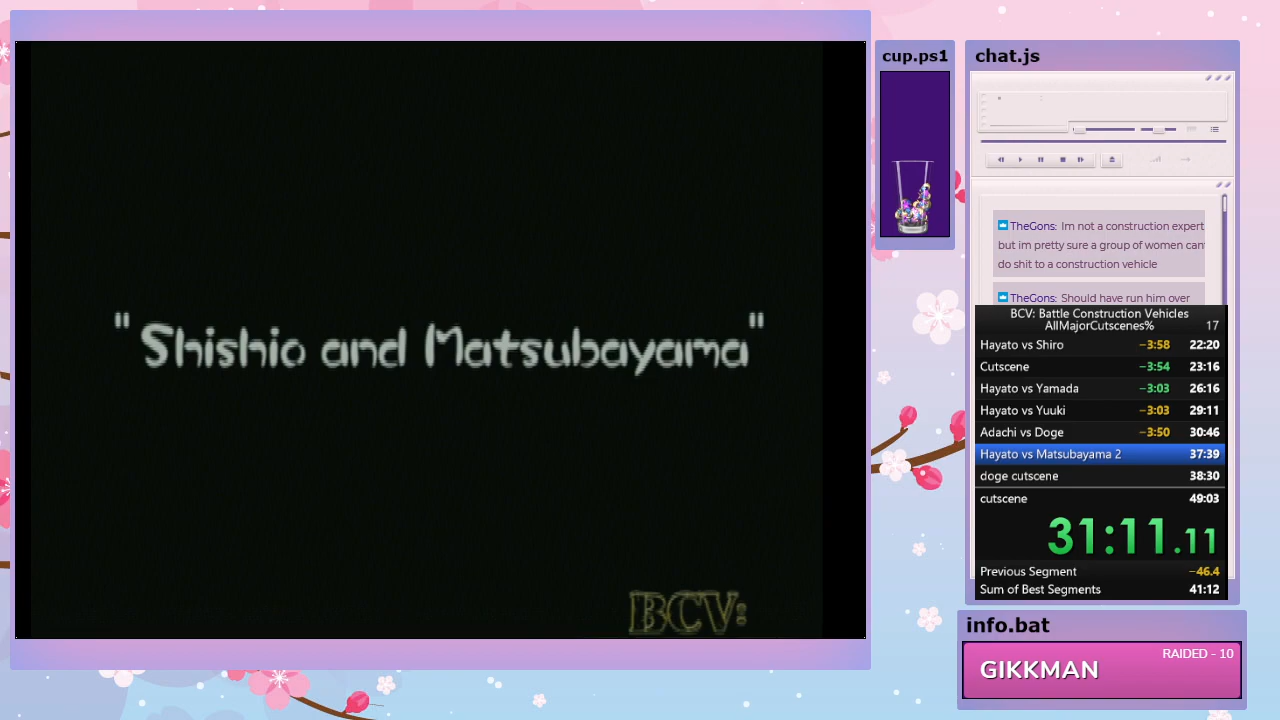 "Shishio and Matsubayama"
BCV:
cup.ps1
chat.js
TheGons: Im not a construction expert
but im pretty sure a group of women cant
do shit to a construction vehicle
TheGons: Should have run him over
BCV: Battle Construction Vehicles
AllMajorCutscenes% 17
Hayato vs Shiro −3:58 22:20
Cutscene −3:54 23:16
Hayato vs Yamada −3:03 26:16
Hayato vs Yuuki −3:03 29:11
Adachi vs Doge −3:50 30:46
Hayato vs Matsubayama 2 37:39
doge cutscene 38:30
cutscene 49:03
31:11.11
Previous Segment −46.4
Sum of Best Segments 41:12
info.bat
RAIDED - 10
GIKKMAN